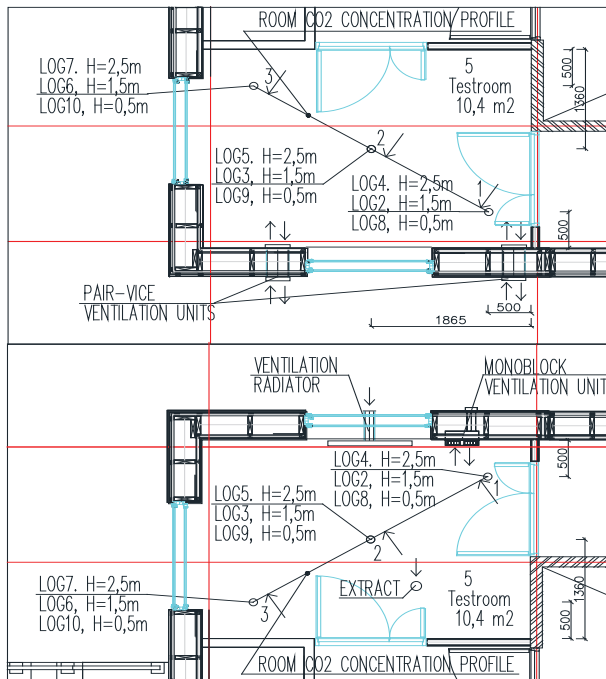 ROOM CO2 CONCENTRATION PROFILE
LOG7. H=2,5m
LOG6, H=1,5m
LOG10, H=0,5m
3
5
Testroom
10,4 m2
500
1360
2
LOG5. H=2,5m
LOG3, H=1,5m
LOG9, H=0,5m
LOG4. H=2,5m
LOG2, H=1,5m
LOG8, H=0,5m
1
500
PAIR-VICE
VENTILATION UNITS
500
1865
VENTILATION
RADIATOR
MONOBLOCK
VENTILATION UNIT
LOG4. H=2,5m
LOG2, H=1,5m
LOG8, H=0,5m
1
500
LOG5. H=2,5m
LOG3, H=1,5m
LOG9, H=0,5m
2
LOG7. H=2,5m
LOG6, H=1,5m
LOG10, H=0,5m
3
EXTRACT
5
Testroom
10,4 m2
1360
500
ROOM CO2 CONCENTRATION PROFILE